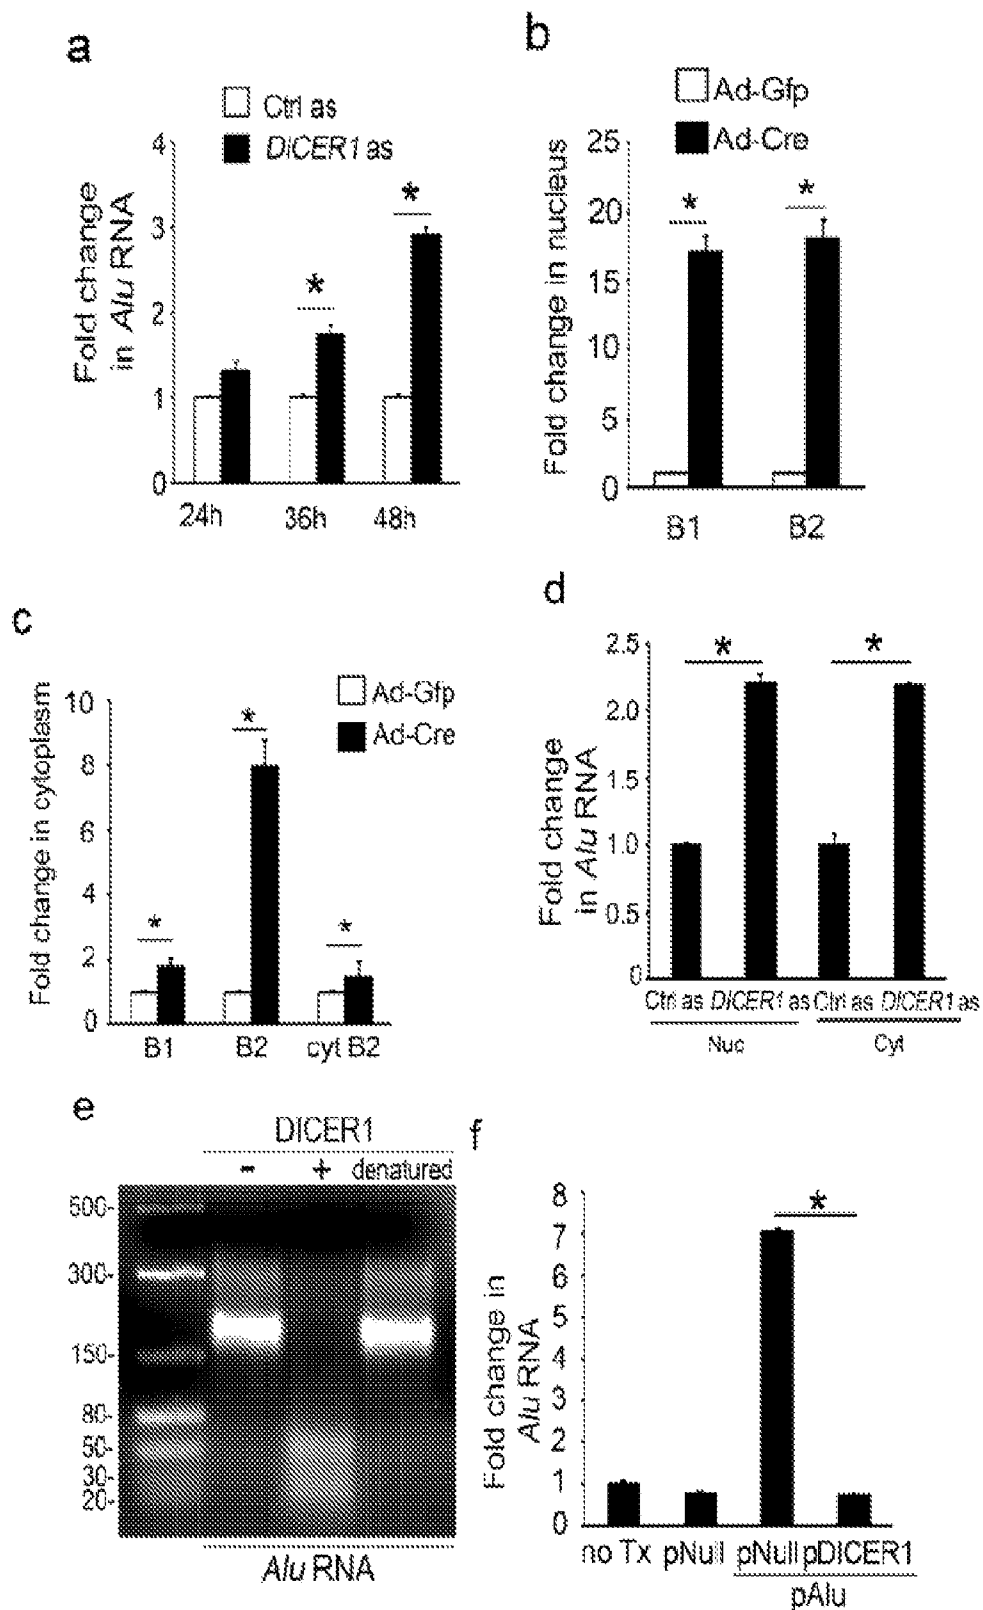 a
Ctrl as
DICER1 as
Fold change
in Alu RNA
4
3
2
1
0
*
*
24h
36h
48h
b
Ad-Gfp
Ad-Cre
Fold change in nucleus
25
20
15
10
5
0
*
*
B1
B2
c
Ad-Gfp
Ad-Cre
Fold change in cytoplasm
10
8
6
4
2
0
*
*
*
B1
B2
cyt B2
d
Fold change
in Alu RNA
2.5
2.0
1.5
1.0
0.5
0
*
*
Ctrl as DICER1 as Ctrl as DICER1 as
Nuc
Cyt
e
DICER1
- + denatured
500-
300-
150-
80-
50-
30-
20-
Alu RNA
f
Fold change in
Alu RNA
8
7
6
5
4
3
2
1
0
*
no Tx pNull pNull pDICER1
pAlu